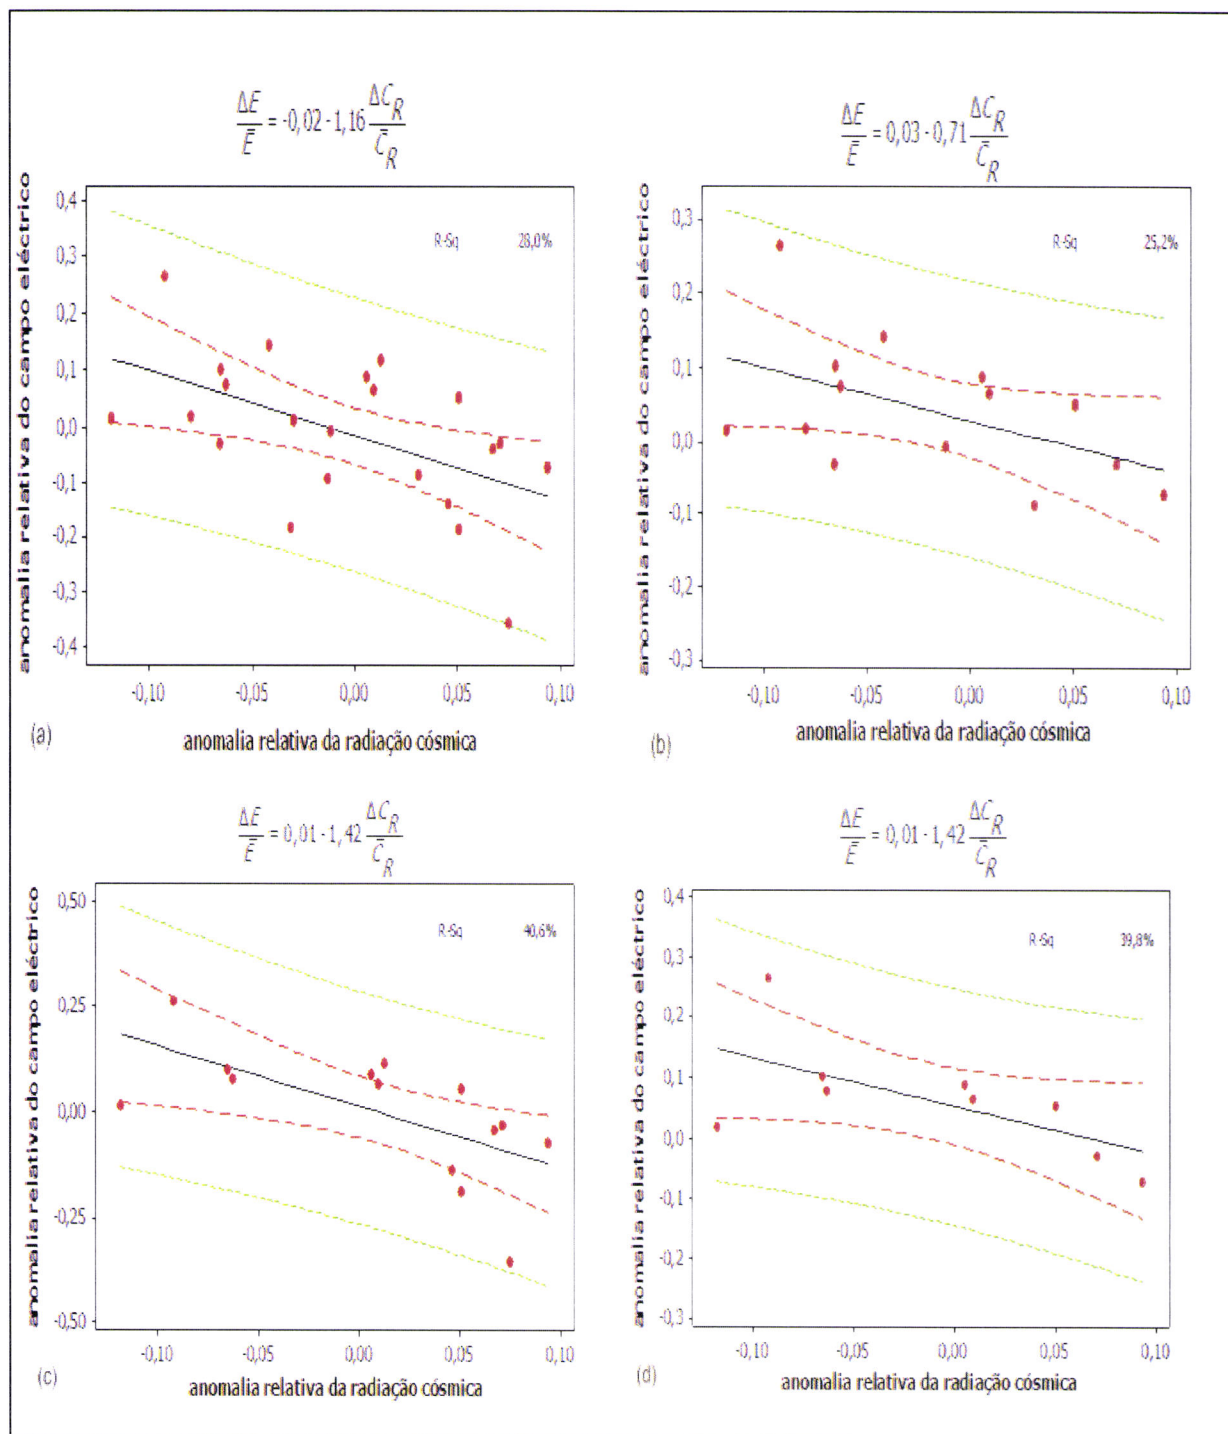 ΔE/Ē = -0,02 - 1,16 ΔC_R/C̄_R
anomalia relativa do campo eléctrico
R-Sq 28,0%
0,4
0,3
0,2
0,1
0,0
-0,1
-0,2
-0,3
-0,4
-0,10 -0,05 0,00 0,05 0,10
(a) anomalia relativa da radiação cósmica
ΔE/Ē = 0,03 - 0,71 ΔC_R/C̄_R
anomalia relativa do campo eléctrico
R-Sq 25,2%
0,3
0,2
0,1
0,0
-0,1
-0,2
-0,3
-0,10 -0,05 0,00 0,05 0,10
(b) anomalia relativa da radiação cósmica
ΔE/Ē = 0,01 - 1,42 ΔC_R/C̄_R
anomalia relativa do campo eléctrico
R-Sq 40,6%
0,50
0,25
0,00
-0,25
-0,50
-0,10 -0,05 0,00 0,05 0,10
(c) anomalia relativa da radiação cósmica
ΔE/Ē = 0,01 - 1,42 ΔC_R/C̄_R
anomalia relativa do campo eléctrico
R-Sq 39,8%
0,4
0,3
0,2
0,1
0,0
-0,1
-0,2
-0,3
-0,10 -0,05 0,00 0,05 0,10
(d) anomalia relativa da radiação cósmica